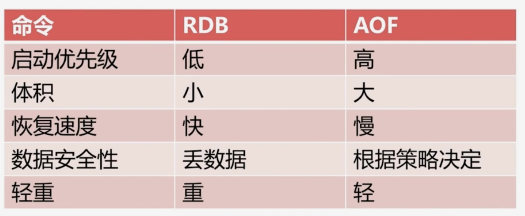 命令 RDB AOF
启动优先级 低 高
体积 小 大
恢复速度 快 慢
数据安全性 丢数据 根据策略决定
轻重 重 轻